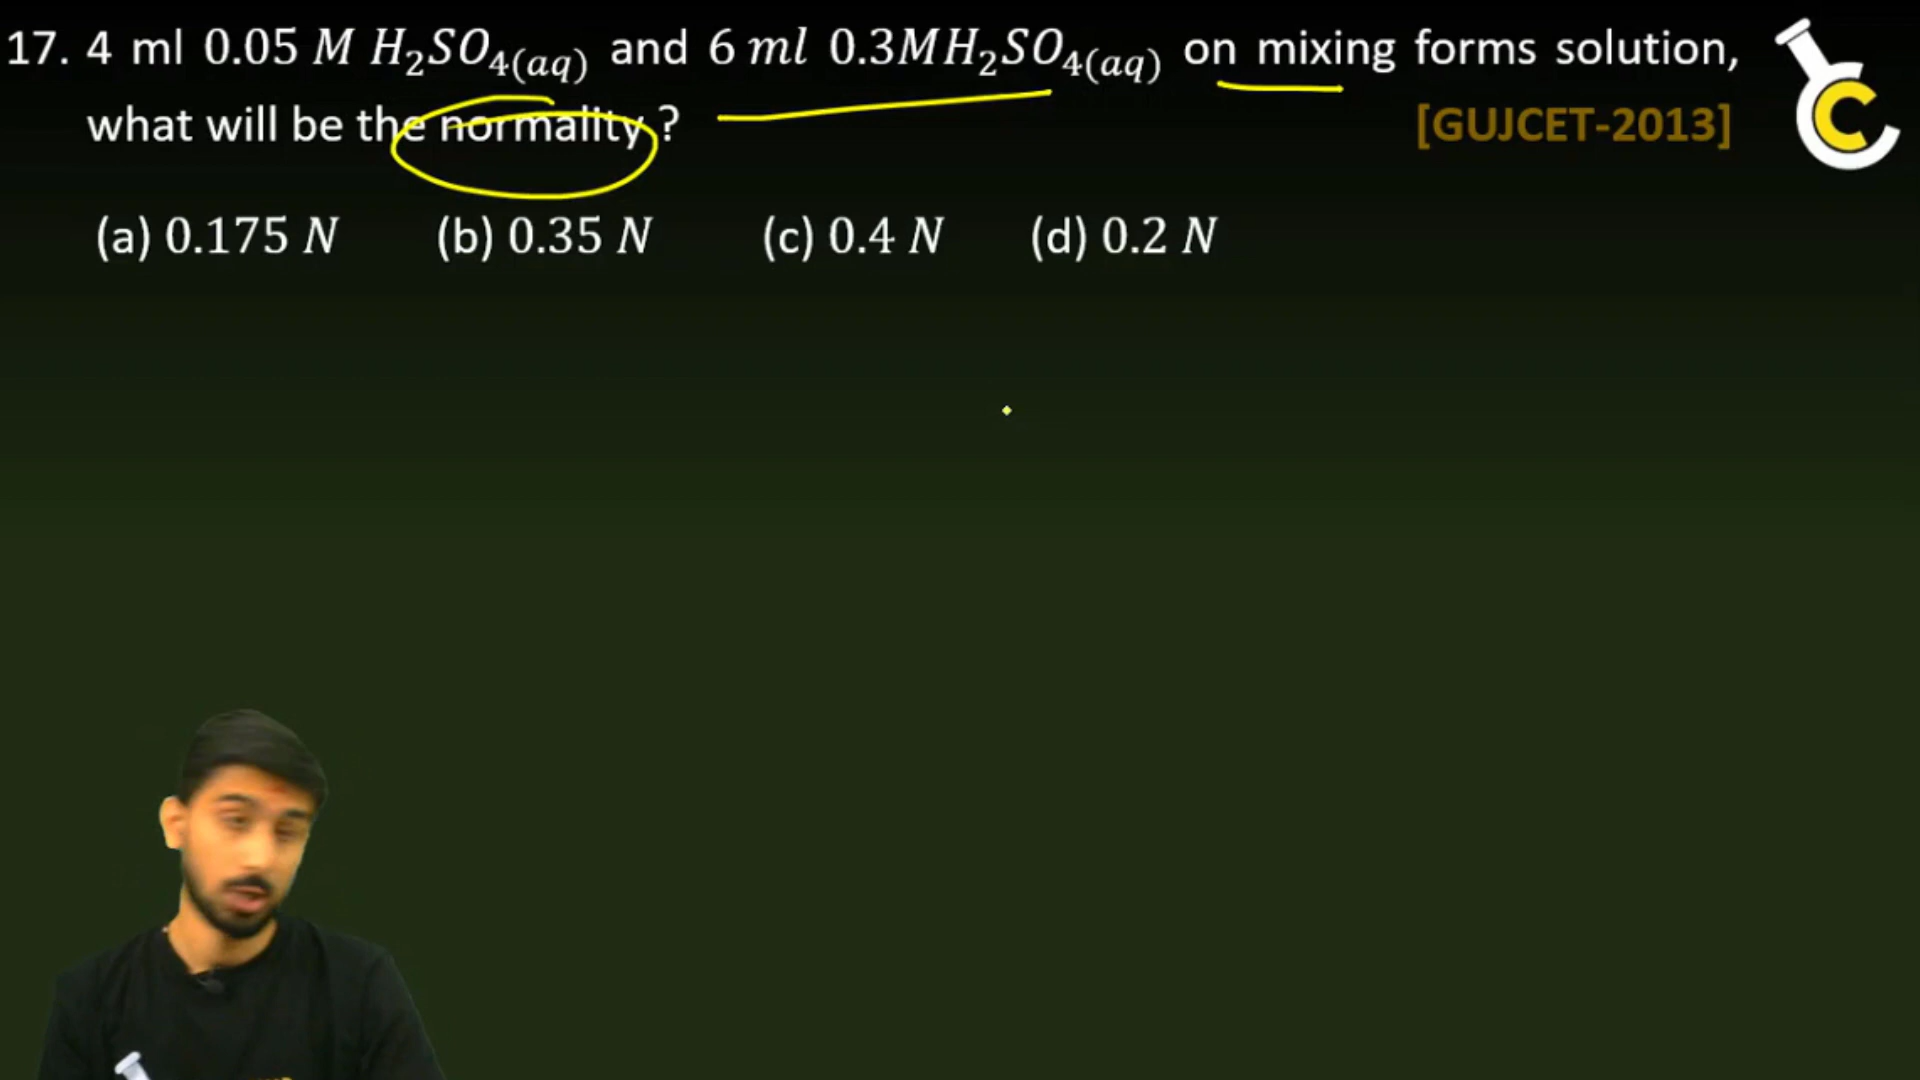 17. 4 ml 0.05 M H₂SO₄(aq) and 6 ml 0.3MH₂SO₄(aq) on mixing forms solution,
what will be the normality ? [GUJCET-2013]
(a) 0.175 N (b) 0.35 N (c) 0.4 N (d) 0.2 N